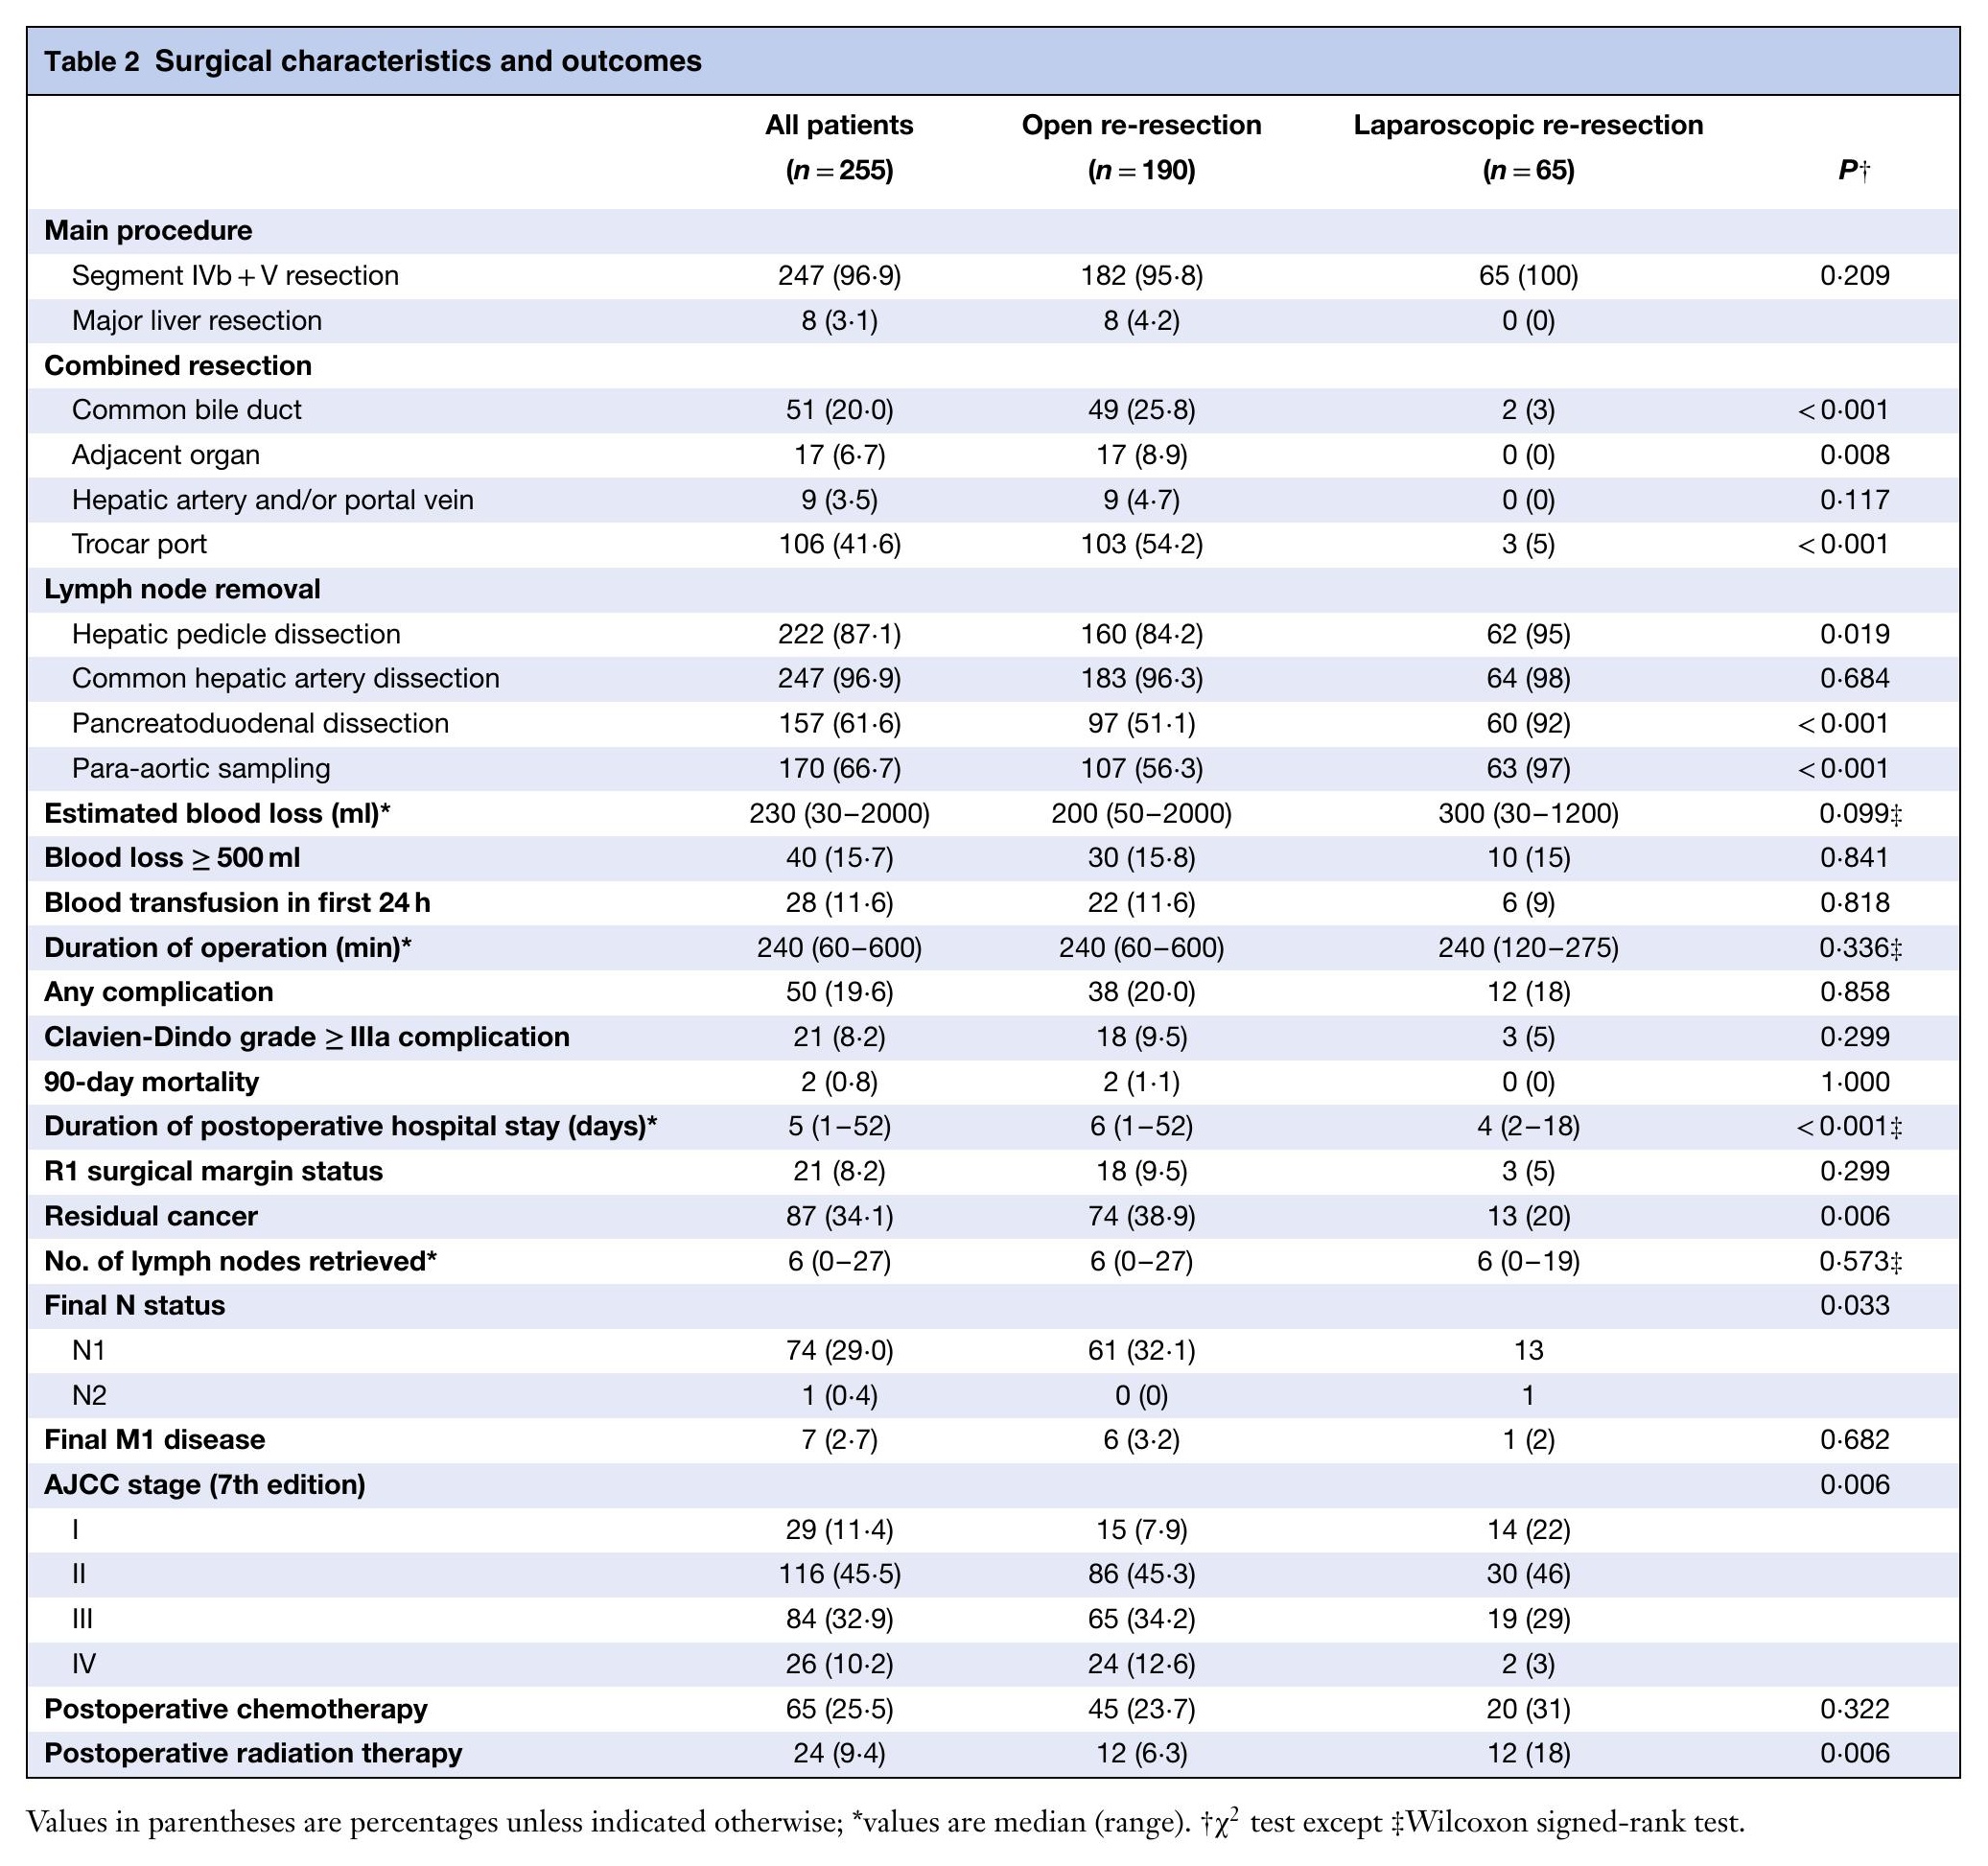 Table 2 Surgical characteristics and outcomes
All patients Open re-resection Laparoscopic re-resection
(n = 255) (n = 190) (n = 65) P†
Main procedure
Segment IVb + V resection 247 (96·9) 182 (95·8) 65 (100) 0·209
Major liver resection 8 (3·1) 8 (4·2) 0 (0)
Combined resection
Common bile duct 51 (20·0) 49 (25·8) 2 (3) < 0·001
Adjacent organ 17 (6·7) 17 (8·9) 0 (0) 0·008
Hepatic artery and/or portal vein 9 (3·5) 9 (4·7) 0 (0) 0·117
Trocar port 106 (41·6) 103 (54·2) 3 (5) < 0·001
Lymph node removal
Hepatic pedicle dissection 222 (87·1) 160 (84·2) 62 (95) 0·019
Common hepatic artery dissection 247 (96·9) 183 (96·3) 64 (98) 0·684
Pancreatoduodenal dissection 157 (61·6) 97 (51·1) 60 (92) < 0·001
Para-aortic sampling 170 (66·7) 107 (56·3) 63 (97) < 0·001
Estimated blood loss (ml)* 230 (30–2000) 200 (50–2000) 300 (30–1200) 0·099‡
Blood loss ≥ 500 ml 40 (15·7) 30 (15·8) 10 (15) 0·841
Blood transfusion in first 24 h 28 (11·6) 22 (11·6) 6 (9) 0·818
Duration of operation (min)* 240 (60–600) 240 (60–600) 240 (120–275) 0·336‡
Any complication 50 (19·6) 38 (20·0) 12 (18) 0·858
Clavien-Dindo grade ≥ IIIa complication 21 (8·2) 18 (9·5) 3 (5) 0·299
90-day mortality 2 (0·8) 2 (1·1) 0 (0) 1·000
Duration of postoperative hospital stay (days)* 5 (1–52) 6 (1–52) 4 (2–18) < 0·001‡
R1 surgical margin status 21 (8·2) 18 (9·5) 3 (5) 0·299
Residual cancer 87 (34·1) 74 (38·9) 13 (20) 0·006
No. of lymph nodes retrieved* 6 (0–27) 6 (0–27) 6 (0–19) 0·573‡
Final N status 0·033
N1 74 (29·0) 61 (32·1) 13
N2 1 (0·4) 0 (0) 1
Final M1 disease 7 (2·7) 6 (3·2) 1 (2) 0·682
AJCC stage (7th edition) 0·006
I 29 (11·4) 15 (7·9) 14 (22)
II 116 (45·5) 86 (45·3) 30 (46)
III 84 (32·9) 65 (34·2) 19 (29)
IV 26 (10·2) 24 (12·6) 2 (3)
Postoperative chemotherapy 65 (25·5) 45 (23·7) 20 (31) 0·322
Postoperative radiation therapy 24 (9·4) 12 (6·3) 12 (18) 0·006
Values in parentheses are percentages unless indicated otherwise; *values are median (range). †χ² test except ‡Wilcoxon signed-rank test.